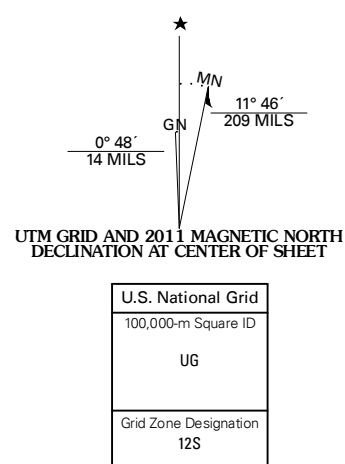 MN
11° 46´
209 MILS
GN
0° 48´
14 MILS
UTM GRID AND 2011 MAGNETIC NORTH
DECLINATION AT CENTER OF SHEET
U.S. National Grid
100,000-m Square ID
UG
Grid Zone Designation
12S